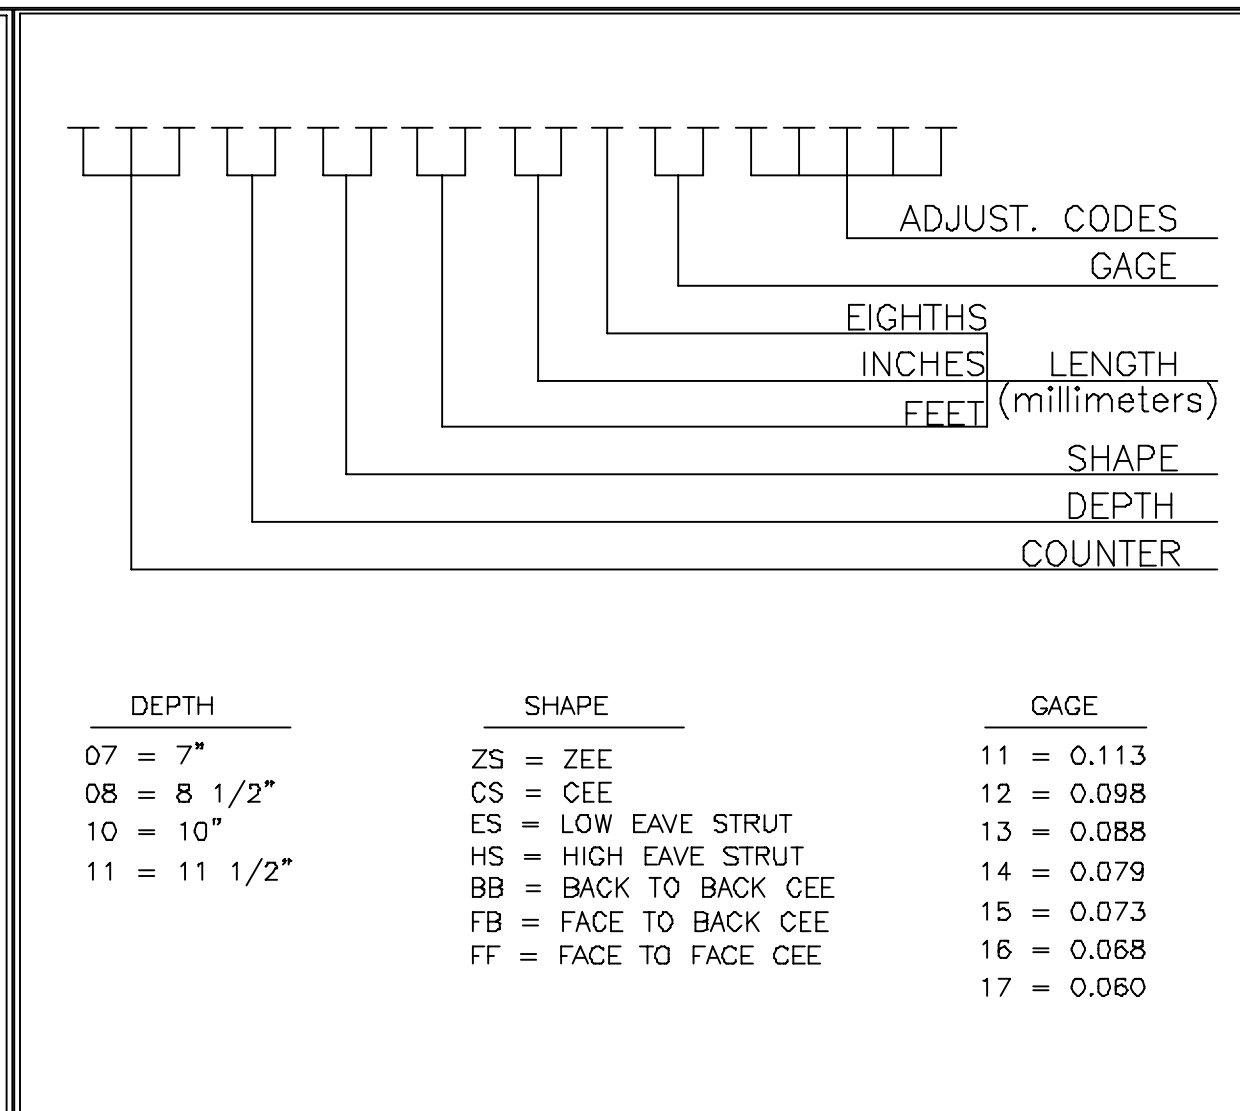 ADJUST. CODES
GAGE
EIGHTHS
INCHES LENGTH
(millimeters)
FEET
SHAPE
DEPTH
COUNTER
DEPTH
07 = 7"
08 = 8 1/2"
10 = 10"
11 = 11 1/2"
SHAPE
ZS = ZEE
CS = CEE
ES = LOW EAVE STRUT
HS = HIGH EAVE STRUT
BB = BACK TO BACK CEE
FB = FACE TO BACK CEE
FF = FACE TO FACE CEE
GAGE
11 = 0.113
12 = 0.098
13 = 0.088
14 = 0.079
15 = 0.073
16 = 0.068
17 = 0.060